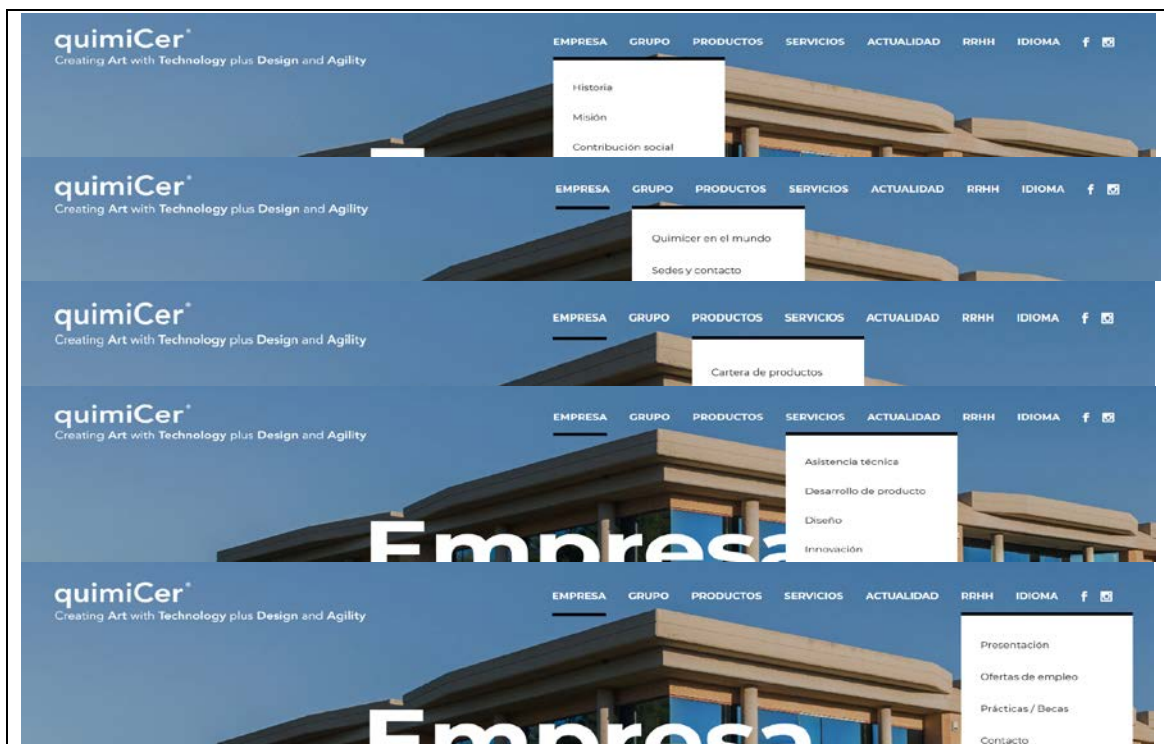 quimiCer®
EMPRESA GRUPO PRODUCTOS SERVICIOS ACTUALIDAD RRHH IDIOMA f
Creating Art with Technology plus Design and Agility
Historia
Misión
Contribución social
quimiCer®
EMPRESA GRUPO PRODUCTOS SERVICIOS ACTUALIDAD RRHH IDIOMA f
Creating Art with Technology plus Design and Agility
Quimicer en el mundo
Sedes y contacto
quimiCer®
EMPRESA GRUPO PRODUCTOS SERVICIOS ACTUALIDAD RRHH IDIOMA f
Creating Art with Technology plus Design and Agility
Cartera de productos
quimiCer®
EMPRESA GRUPO PRODUCTOS SERVICIOS ACTUALIDAD RRHH IDIOMA f
Creating Art with Technology plus Design and Agility
Asistencia técnica
Desarrollo de producto
Diseño
Innovación
Empresa
quimiCer®
EMPRESA GRUPO PRODUCTOS SERVICIOS ACTUALIDAD RRHH IDIOMA f
Creating Art with Technology plus Design and Agility
Presentación
Ofertas de empleo
Prácticas / Becas
Contacto
Empresa